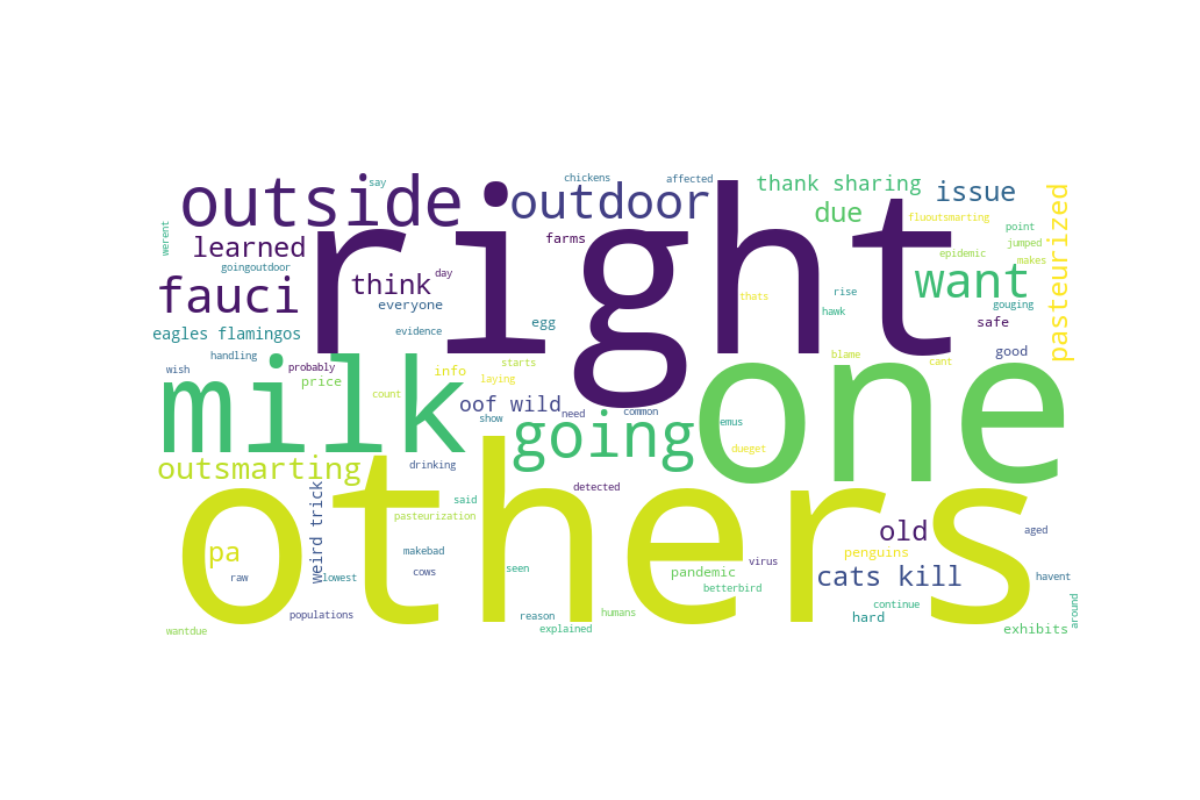 say
chickens
affected
outside
outdoor
thank sharing
issue
pasteurized
due
fluoutsmarting
werent
learned
farms
point
right
jumped
goingoutdoor
think
day
epidemic
makes
fauci
everyone
want
thats
rise
gouging
hawk
eagles flamingos
evidence
egg
safe
handling
probably
wish
price
info
starts
laying
blame
cant
good
milk
count
oof wild
show
need
common
going
emus
dueget
one
outsmarting
drinking
weird trick
detected
said
pasteurization
others
pa
raw
lowest
makebad
cows
seen
pandemic
virus
betterbird
old
penguins
cats kill
aged
havent
populations
reason
explained
humans
continue
hard
exhibits
around
wantdue